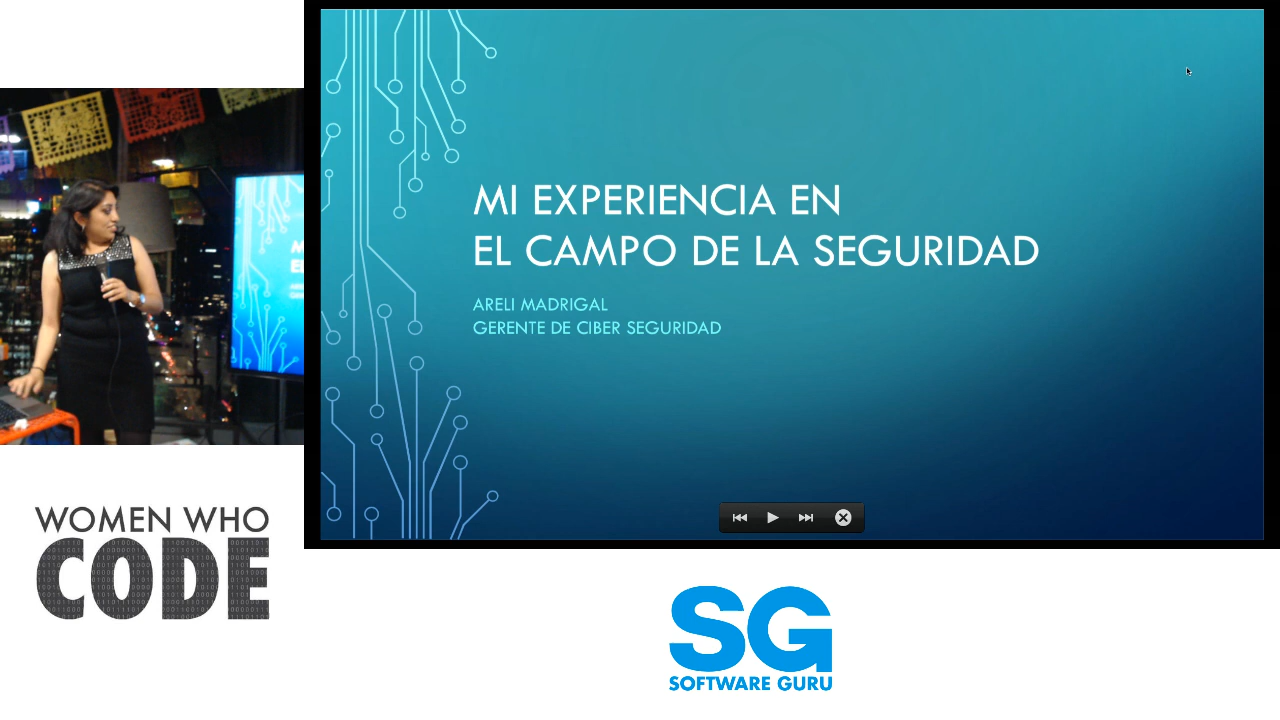 MI EXPERIENCIA EN
EL CAMPO DE LA SEGURIDAD
ARELI MADRIGAL
GERENTE DE CIBER SEGURIDAD
WOMEN WHO
CODE
SG
SOFTWARE GURU